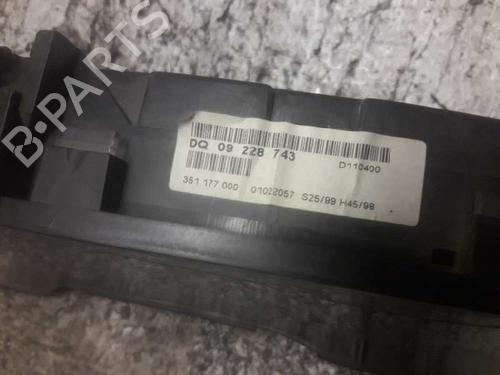 B-PARTS
DQ 09 228 743
D110400
351 177 000 01022057 S25/99 H45/98